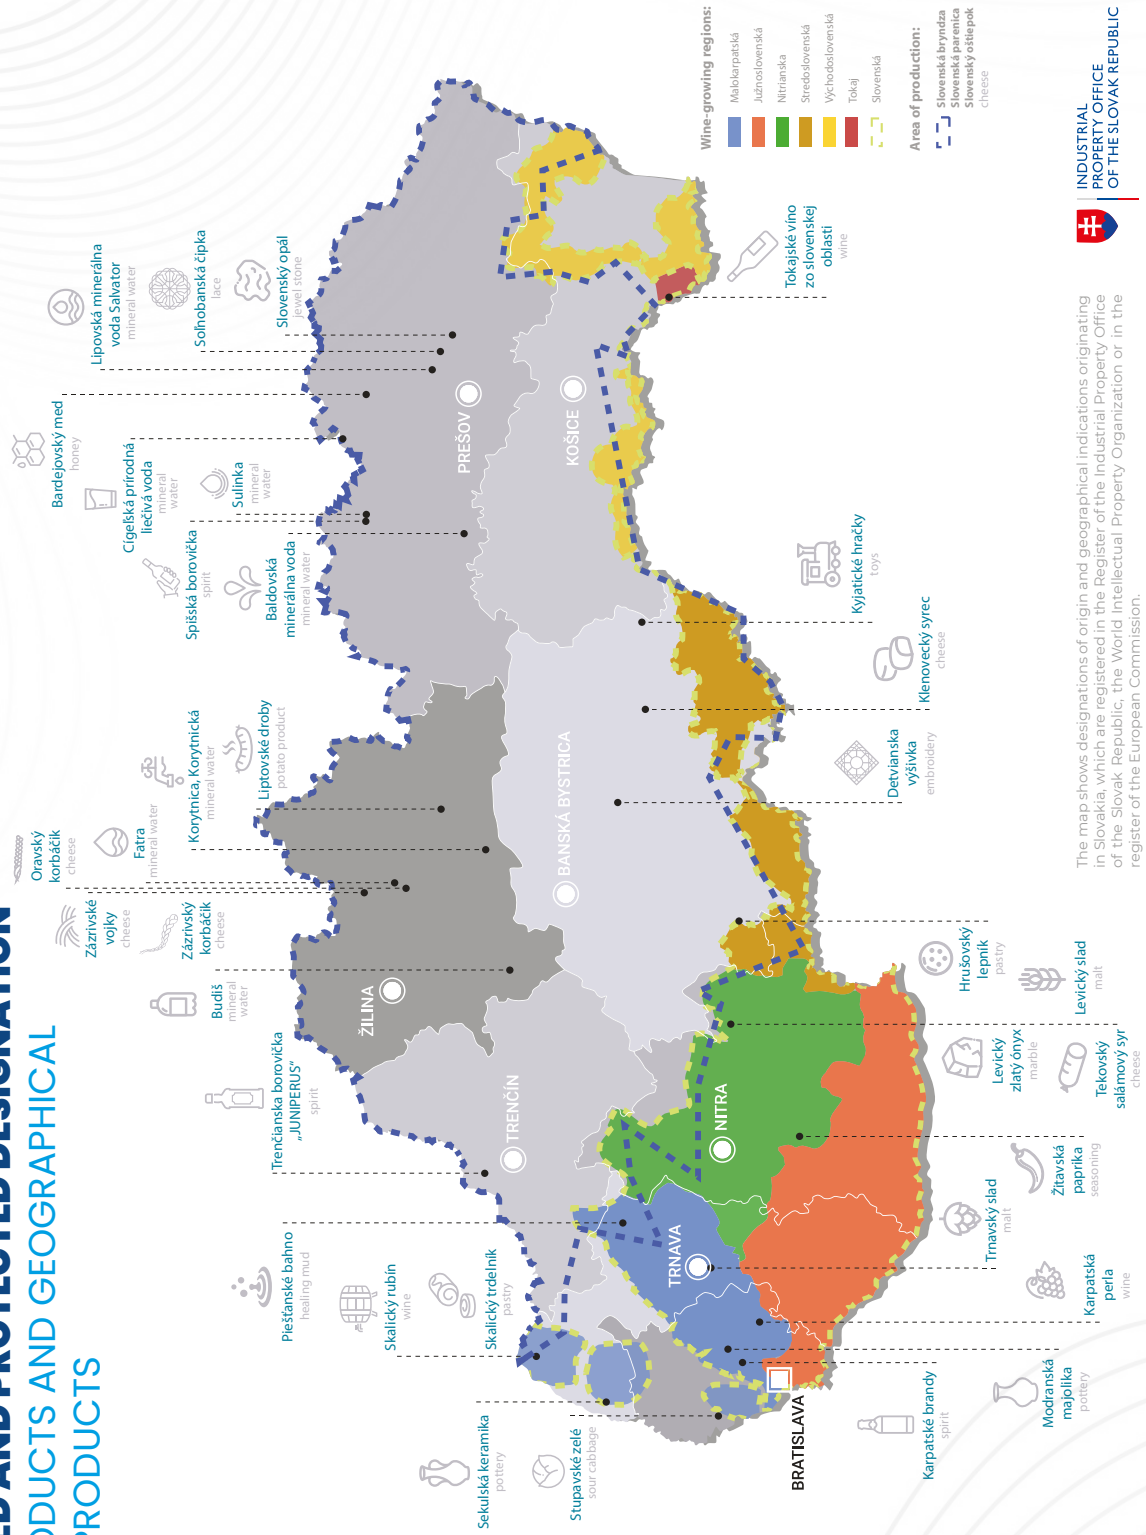 D AND PROTECTED DESIGNATION
ODUCTS AND GEOGRAPHICAL
PRODUCTS
Sekulská keramika
pottery
Stupavské zelé
sour cabbage
Piešťanské bahno
healing mud
Skalický rubín
wine
Skalický trdelník
pastry
Trenčianska borovička
„JUNIPERUS“
spirit
Budiš
mineral
water
Zázrivské
vojky
cheese
Zázrivský
korbáčik
cheese
Oravský
korbáčik
cheese
Fatra
mineral water
Korytnica, Korytnická
mineral water
Liptovské droby
potato product
Spišská borovička
spirit
Baldovská
minerálna voda
mineral water
Bardejovský med
honey
Cígeľská prírodná
liečivá voda
mineral
water
Sulinka
mineral
water
Lipovská minerálna
voda Salvator
mineral water
Soľnobanská čipka
lace
Slovenský opál
jewel stone
ŽILINA
TRENČÍN
PREŠOV
KOŠICE
BANSKÁ BYSTRICA
NITRA
TRNAVA
BRATISLAVA
Karpatské brandy
spirit
Modranská
majolika
pottery
Karpatská
perla
wine
Trnavský slad
malt
Žitavská
paprika
seasoning
Levický
zlatý ónyx
marble
Tekovský
salámový syr
cheese
Hrušovský
lepník
pastry
Levický slad
malt
Detvianska
výšivka
embroidery
Klenovecký syrec
cheese
Kyjatické hračky
toys
Tokajské víno
zo slovenskej
oblasti
wine
Wine-growing regions:
Malokarpatská
Južnoslovenská
Nitrianska
Stredoslovenská
Východoslovenská
Tokaj
Slovenská
Area of production:
Slovenská bryndza
Slovenská parenica
Slovenský oštiepok
cheese
The map shows designations of origin and geographical indications originating
in Slovakia, which are registered in the Register of the Industrial Property Office
of the Slovak Republic, the World Intellectual Property Organization or in the
register of the European Commission.
INDUSTRIAL
PROPERTY OFFICE
OF THE SLOVAK REPUBLIC